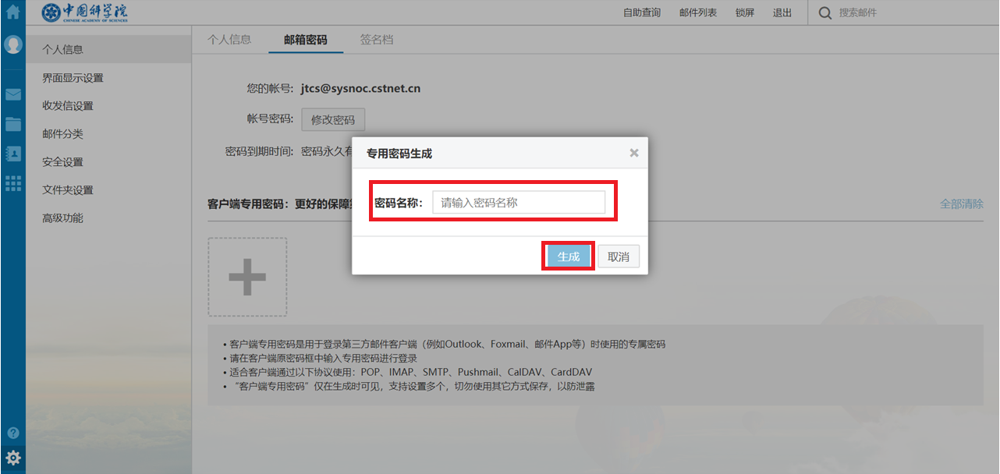 中国科学院
CHINESE ACADEMY OF SCIENCES
自助查询 邮件列表 锁屏 退出 搜索邮件
个人信息 邮箱密码 签名档
个人信息
界面显示设置
收发信设置
邮件分类
安全设置
文件夹设置
高级功能
您的帐号: jtcs@sysnoc.cstnet.cn
帐号密码: 修改密码
密码到期时间: 密码永久有
专用密码生成 ×
密码名称: 请输入密码名称
生成 取消
客户端专用密码：更好的保障 全部清除
• 客户端专用密码是用于登录第三方邮件客户端（例如Outlook、Foxmail、邮件App等）时使用的专属密码
• 请在客户端原密码框中输入专用密码进行登录
• 适合客户端通过以下协议使用：POP、IMAP、SMTP、Pushmail、CalDAV、CardDAV
• “客户端专用密码”仅在生成时可见，支持设置多个，切勿使用其它方式保存，以防泄露